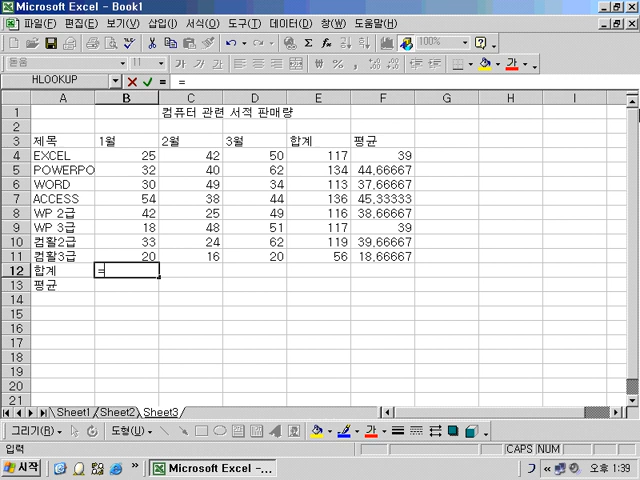 Microsoft Excel - Book1
파일(F) 편집(E) 보기(V) 삽입(I) 서식(O) 도구(T) 데이터(D) 창(W) 도움말(H)
100%
돋움 11 가 가 가
HLOOKUP =
A B C D E F G H I
1 컴퓨터 관련 서적 판매량
2
3 제목 1월 2월 3월 합계 평균
4 EXCEL 25 42 50 117 39
5 POWERPO 32 40 62 134 44.66667
6 WORD 30 49 34 113 37.66667
7 ACCESS 54 38 44 136 45.33333
8 WP 2급 42 25 49 116 38.66667
9 WP 3급 18 48 51 117 39
10 컴활2급 33 24 62 119 39.66667
11 컴활3급 20 16 20 56 18.66667
12 합계 =
13 평균
14
15
16
17
18
19
20
21
Sheet1 Sheet2 Sheet3
그리기(R) 도형(U)
입력 CAPS NUM
시작 Microsoft Excel -... 오후 1:39